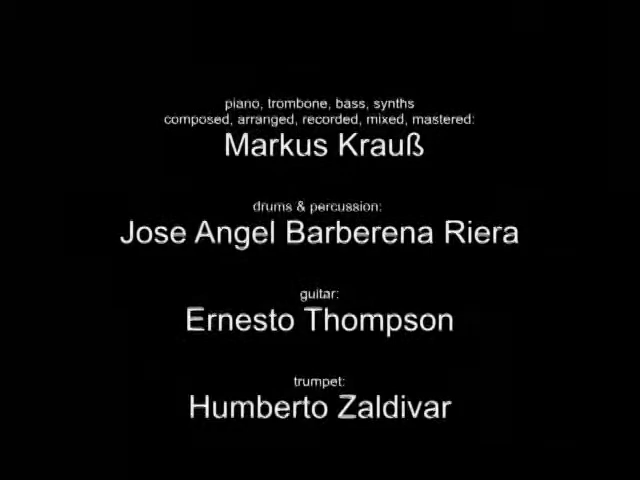 piano, trombone, bass, synths
composed, arranged, recorded, mixed, mastered:
Markus Krauß
drums & percussion:
Jose Angel Barberena Riera
guitar:
Ernesto Thompson
trumpet:
Humberto Zaldivar